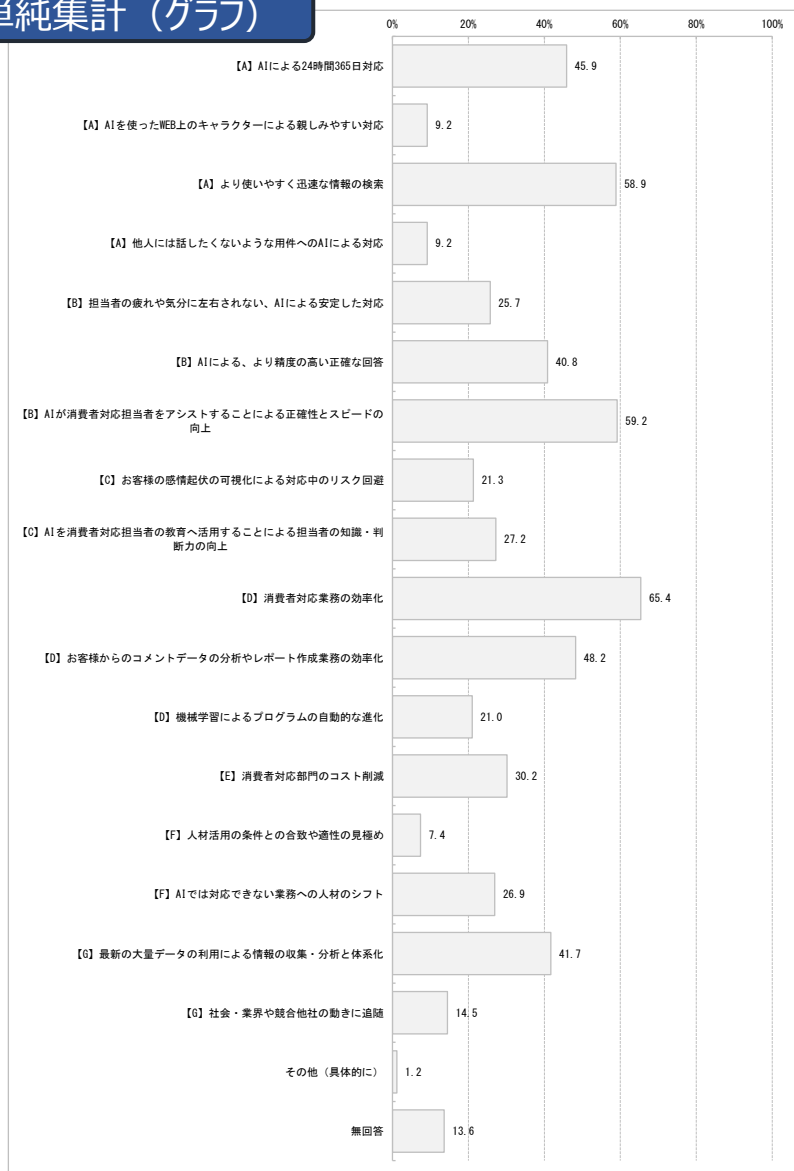 単純集計（グラフ）
0% 20% 40% 60% 80% 100%
【A】AIによる24時間365日対応 45.9
【A】AIを使ったWEB上のキャラクターによる親しみやすい対応 9.2
【A】より使いやすく迅速な情報の検索 58.9
【A】他人には話したくないような用件へのAIによる対応 9.2
【B】担当者の疲れや気分に左右されない、AIによる安定した対応 25.7
【B】AIによる、より精度の高い正確な回答 40.8
【B】AIが消費者対応担当者をアシストすることによる正確性とスピードの
向上 59.2
【C】お客様の感情起伏の可視化による対応中のリスク回避 21.3
【C】AIを消費者対応担当者の教育へ活用することによる担当者の知識・判
断力の向上 27.2
【D】消費者対応業務の効率化 65.4
【D】お客様からのコメントデータの分析やレポート作成業務の効率化 48.2
【D】機械学習によるプログラムの自動的な進化 21.0
【E】消費者対応部門のコスト削減 30.2
【F】人材活用の条件との合致や適性の見極め 7.4
【F】AIでは対応できない業務への人材のシフト 26.9
【G】最新の大量データの利用による情報の収集・分析と体系化 41.7
【G】社会・業界や競合他社の動きに追随 14.5
その他（具体的に） 1.2
無回答 13.6